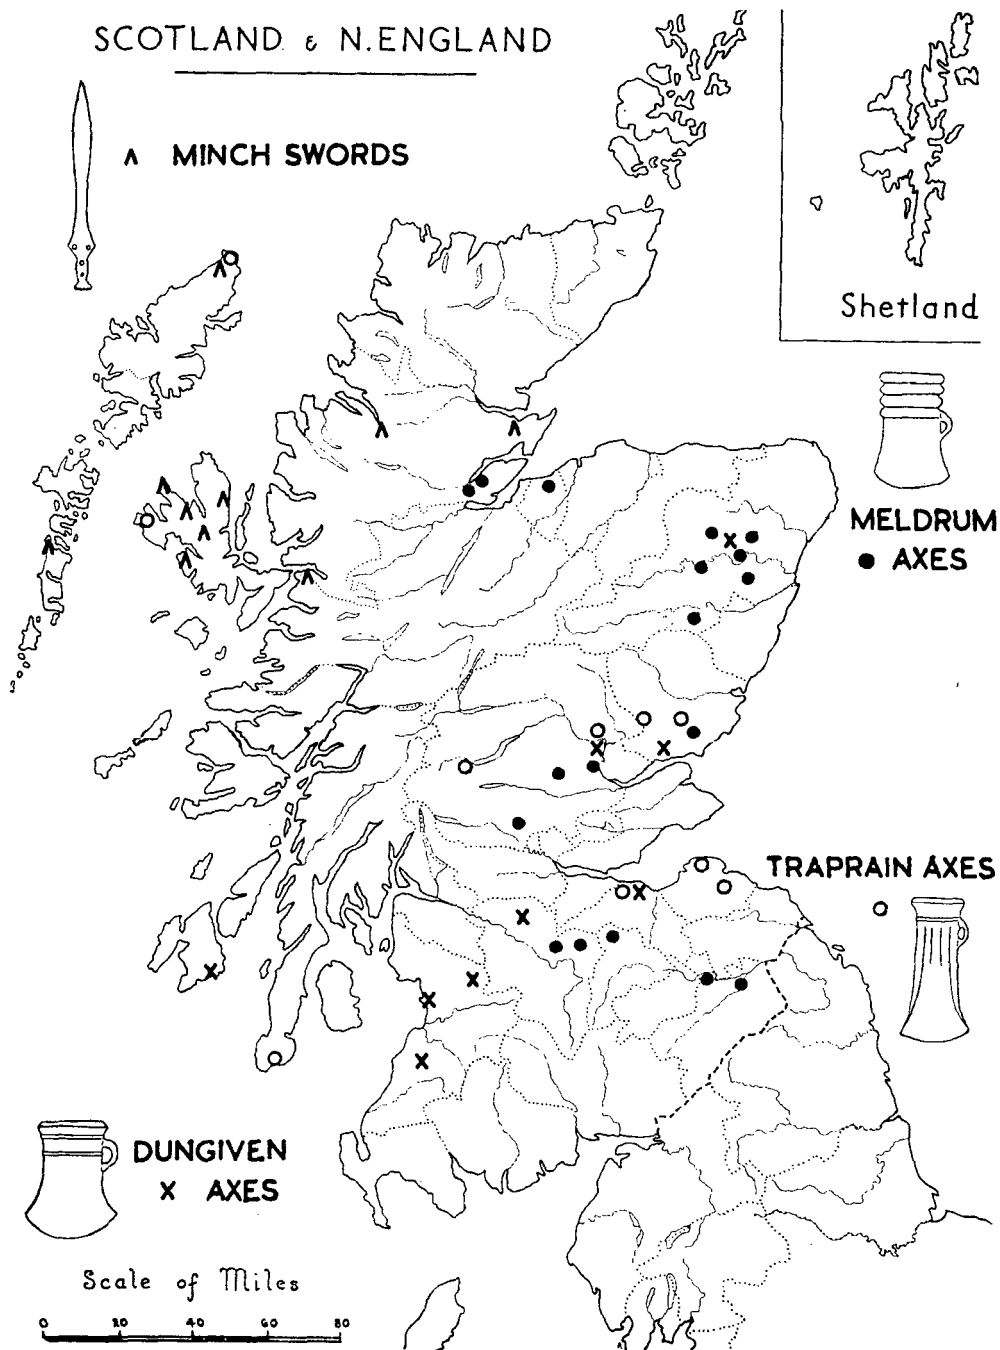 SCOTLAND & N.ENGLAND
ʌ MINCH SWORDS
Shetland
MELDRUM
● AXES
TRAPRAIN AXES
○
DUNGIVEN
x AXES
Scale of Miles
0 20 40 60 80